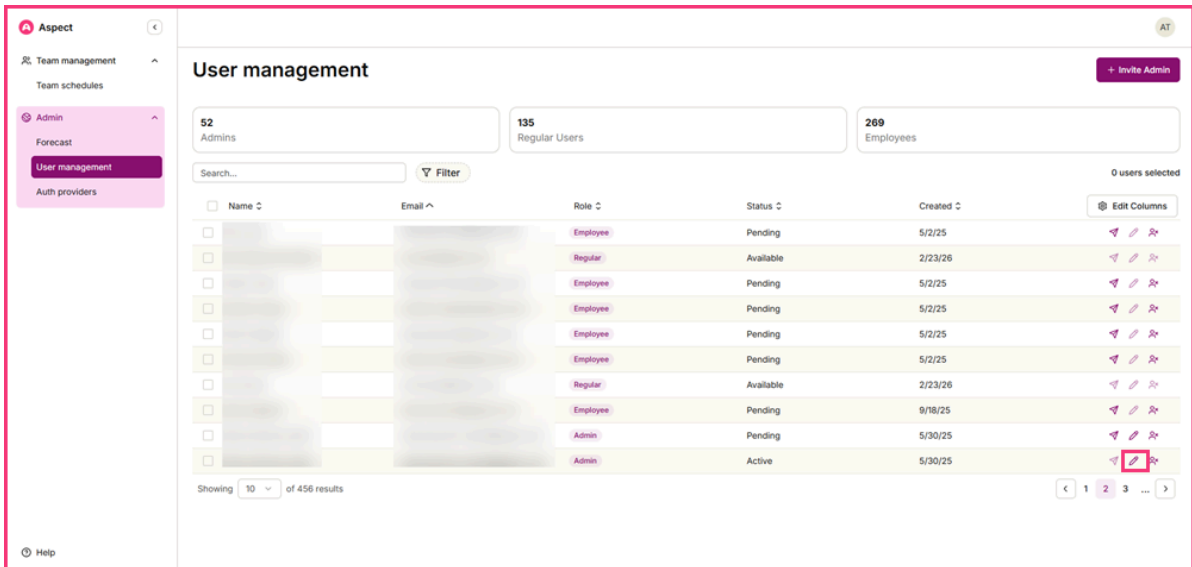 Aspect
AT
Team management
Team schedules
Admin
Forecast
User management
Auth providers
Help
User management
+ Invite Admin
52
Admins
135
Regular Users
269
Employees
Search...
Filter
0 users selected
Name Email Role Status Created Edit Columns
Employee Pending 5/2/25
Regular Available 2/23/26
Employee Pending 5/2/25
Employee Pending 5/2/25
Employee Pending 5/2/25
Employee Pending 5/2/25
Regular Available 2/23/26
Employee Pending 9/18/25
Admin Pending 5/30/25
Admin Active 5/30/25
Showing 10 of 456 results
1 2 3 ...